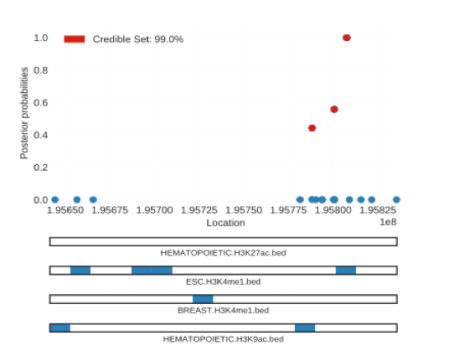 Credible Set: 99.0%
Posterior probabilities
1.0
0.8
0.6
0.4
0.2
0.0
1.95650 1.95675 1.95700 1.95725 1.95750 1.95775 1.95800 1.95825
Location
1e8
HEMATOPOIETIC.H3K27ac.bed
ESC.H3K4me1.bed
BREAST.H3K4me1.bed
HEMATOPOIETIC.H3K9ac.bed